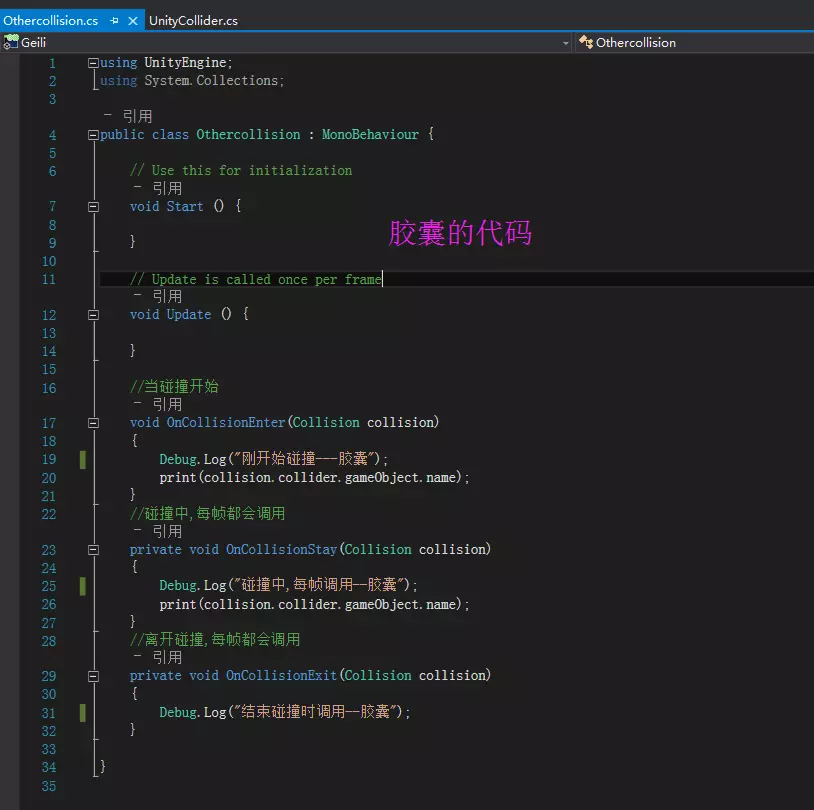 Othercollision.cs UnityCollider.cs
Geili Othercollision
1 using UnityEngine;
2 using System.Collections;
3
一 引用
4 public class Othercollision : MonoBehaviour {
5
6 // Use this for initialization
一 引用
7 void Start () {
8
胶囊的代码
9 }
10
11 // Update is called once per frame
一 引用
12 void Update () {
13
14 }
15
16 //当碰撞开始
一 引用
17 void OnCollisionEnter(Collision collision)
18 {
19 Debug.Log("刚开始碰撞---胶囊");
20 print(collision.collider.gameObject.name);
21 }
22 //碰撞中,每帧都会调用
一 引用
23 private void OnCollisionStay(Collision collision)
24 {
25 Debug.Log("碰撞中,每帧调用--胶囊");
26 print(collision.collider.gameObject.name);
27 }
28 //离开碰撞,每帧都会调用
一 引用
29 private void OnCollisionExit(Collision collision)
30 {
31 Debug.Log("结束碰撞时调用--胶囊");
32 }
33
34 }
35